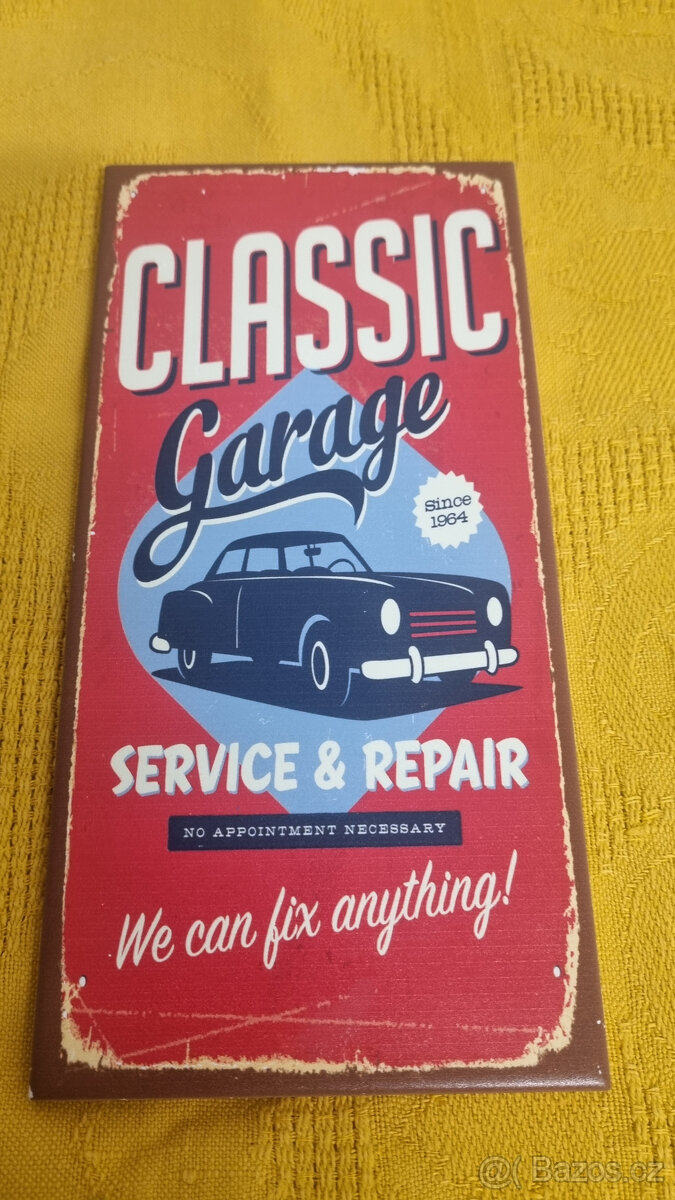 CLASSIC
Garage
Since
1964
SERVICE & REPAIR
NO APPOINTMENT NECESSARY
We can fix anything!
Bazos.cz